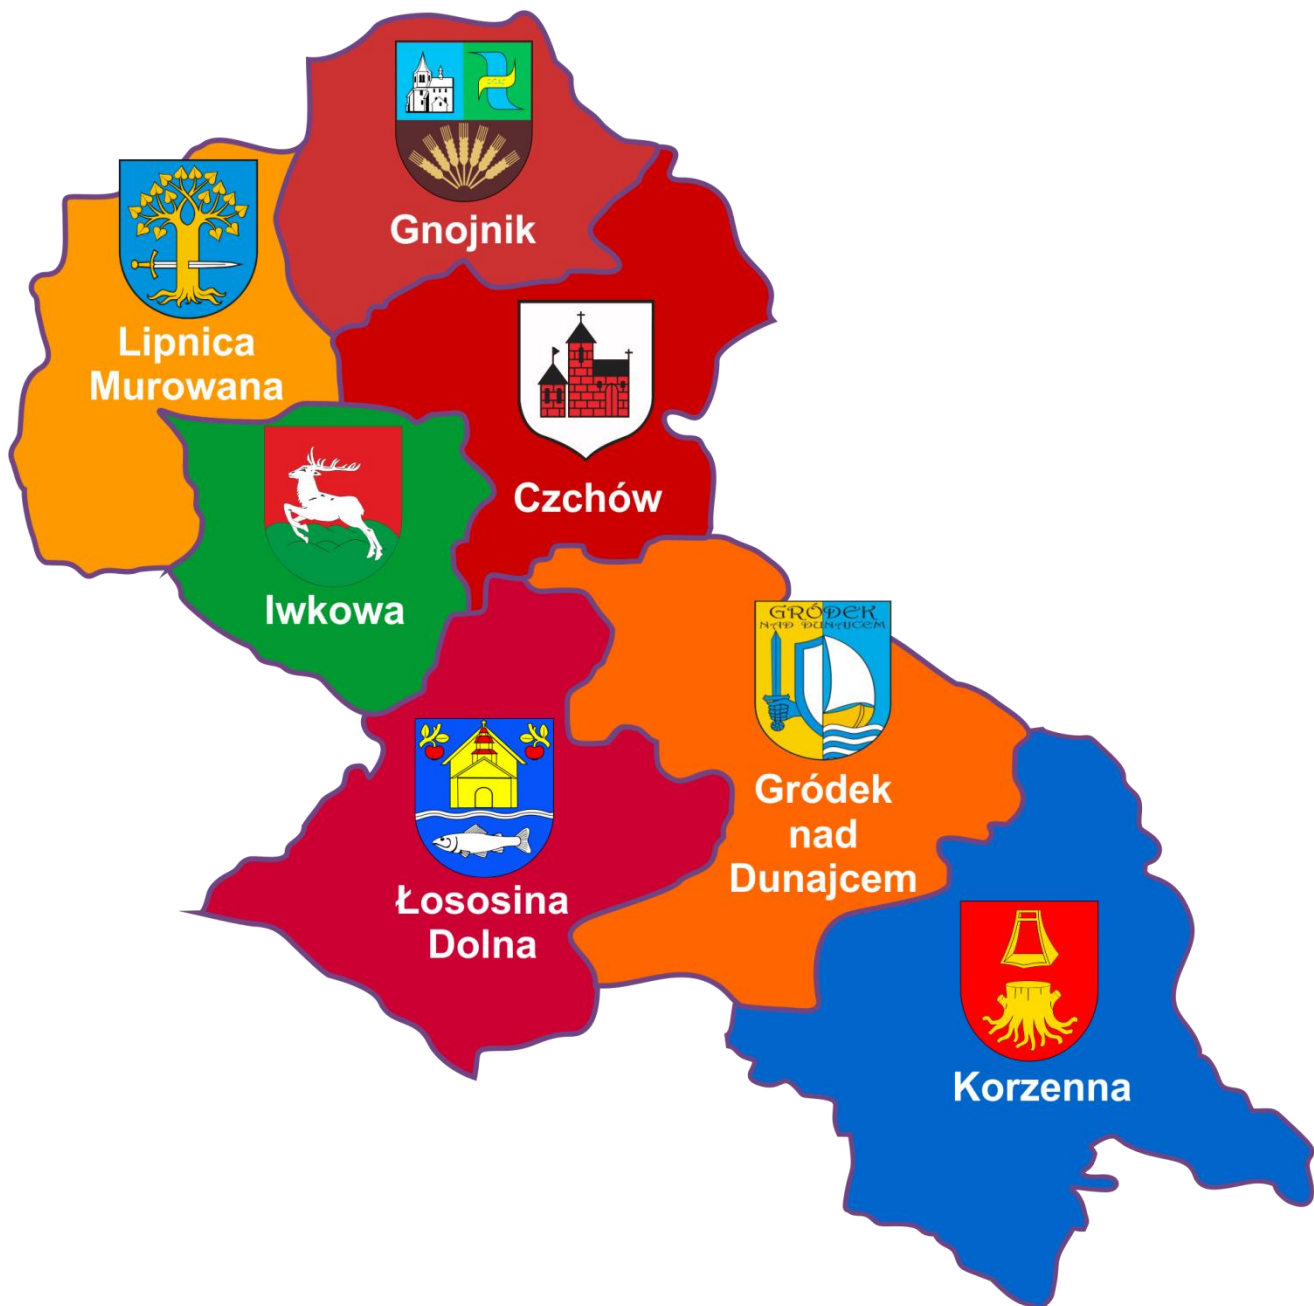 Gnojnik
Lipnica
Murowana
Czchów
Iwkowa
GRÓDEK
NAD DUNAJCEM
Gródek
nad
Dunajcem
Łososina
Dolna
Korzenna